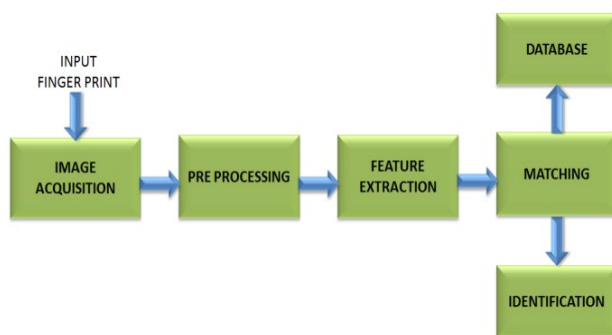 INPUT
FINGER PRINT
IMAGE
ACQUISITION
PRE PROCESSING
FEATURE
EXTRACTION
MATCHING
DATABASE
IDENTIFICATION